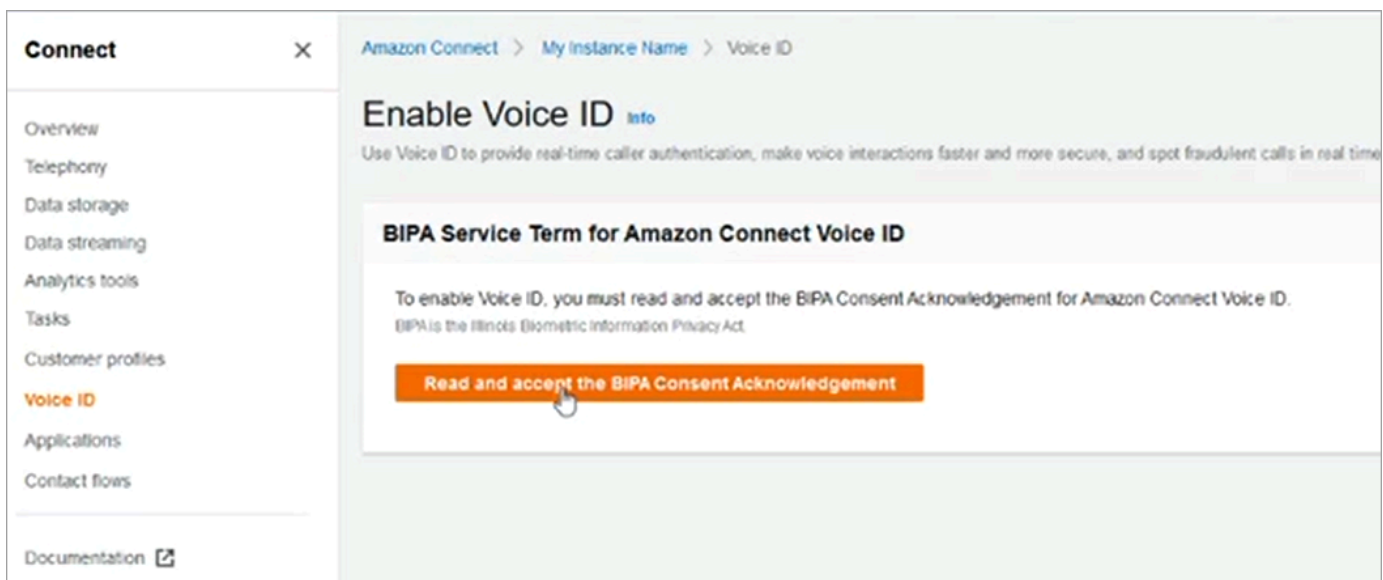 Connect
Overview
Telephony
Data storage
Data streaming
Analytics tools
Tasks
Customer profiles
Voice ID
Applications
Contact flows
Documentation
Amazon Connect > My Instance Name > Voice ID
Enable Voice ID Info
Use Voice ID to provide real-time caller authentication, make voice interactions faster and more secure, and spot fraudulent calls in real time
BIPA Service Term for Amazon Connect Voice ID
To enable Voice ID, you must read and accept the BIPA Consent Acknowledgement for Amazon Connect Voice ID.
BIPA is the Illinois Biometric Information Privacy Act
Read and accept the BIPA Consent Acknowledgement